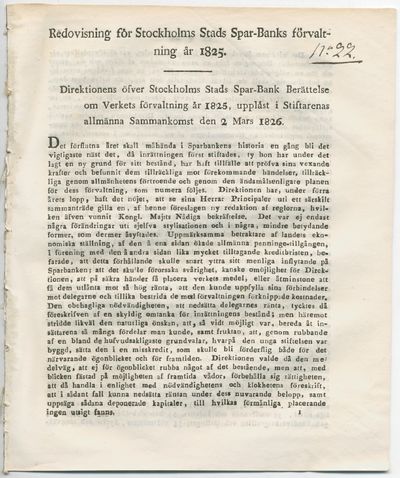 Redovisning för Stockholms Stads Spar-Banks förvalt-
ning år 1825.
No 22.
Direktionens öfver Stockholms Stads Spar-Bank Berättelse
om Verkets förvaltning år 1825, uppläst i Stiftarenas
allmänna Sammankomst den 2 Mars 1826.
Det förflutna året skall måhända i Sparbankens historia en gång bli det
vigtigaste näst det, då inrättningen först stiftades, ty hon har under det
lagt en ny grund för sitt bestånd, har haft tillfälle att pröfva sina vexande
krafter och befunnit dem tillräckliga mot förekommande händelser, tillräck-
liga genom allmänhetens förtroende och genom den ändamålsenligare planen
för dess förvaltning, som numera följes. Direktionen har, under förra
årets lopp, haft det nöjet, att se sina Herrar Principaler uti ett särskilt
sammanträde gilla en, af henne föreslagen ny redaktion af reglorna, hvil-
ken äfven vunnit Kongl. Maj:ts Nådiga bekräftelse. Det var ej endast
några förändringar uti sjelfva stylisationen och i några, mindre betydande
former, som dermed åsyftades. Uppmärksamma betraktare af landets eko-
nomiska ställning, af den å ena sidan ökade allmänna penninge-tillgången,
i förening med den å andra sidan lika mycket tilltagande kreditbristen, be-
farade, att detta förhållande skulle snart yttra sitt menliga inflytande på
Sparbanken; att det skulle förorsaka svårighet, kanske omöjlighet för Direk-
tionen, att på säkra händer få placera verkets medel, eller åtminstone att
få dem utlånta mot så hög ränta, att den kunde uppfylla sina förbindelser
mot delegarne och tillika bestrida de med förvaltningen förknippade kostnader.
Den obehagliga nödvändigheten, att nedsätta delegarnes ränta, tycktes då
föreskrifven af en skyldig omtanka för inrättningens bestånd; men häremot
stridde likväl den naturliga önskan, att, så vidt möjligt var, bereda åt in-
sättarena så många fördelar man kunde, samt fruktan, att, genom rubbande
af en bland de hufvudsakligaste grundvalar, hvarpå den unga stiftelsen var
byggd, sätta den i en misskredit, som skulle bli förderflig både för det
närvarande ögonblicket och för framtiden. Direktionen valde då den me-
delväg, att ej för ögonblicket rubba något af det bestående, men att, med
blicken fästad på möjligheten af framtida vådor, förbehålla sig rättigheten,
att då handla i enlighet med nödvändighetens och klokhetens föreskrift,
att i sådant fall kunna nedsätta räntan under dess nuvarande belopp, samt
uppsäga sådana deponerade kapitaler, till hvilkas förmånliga placerande
ingen utsigt fanns.
1